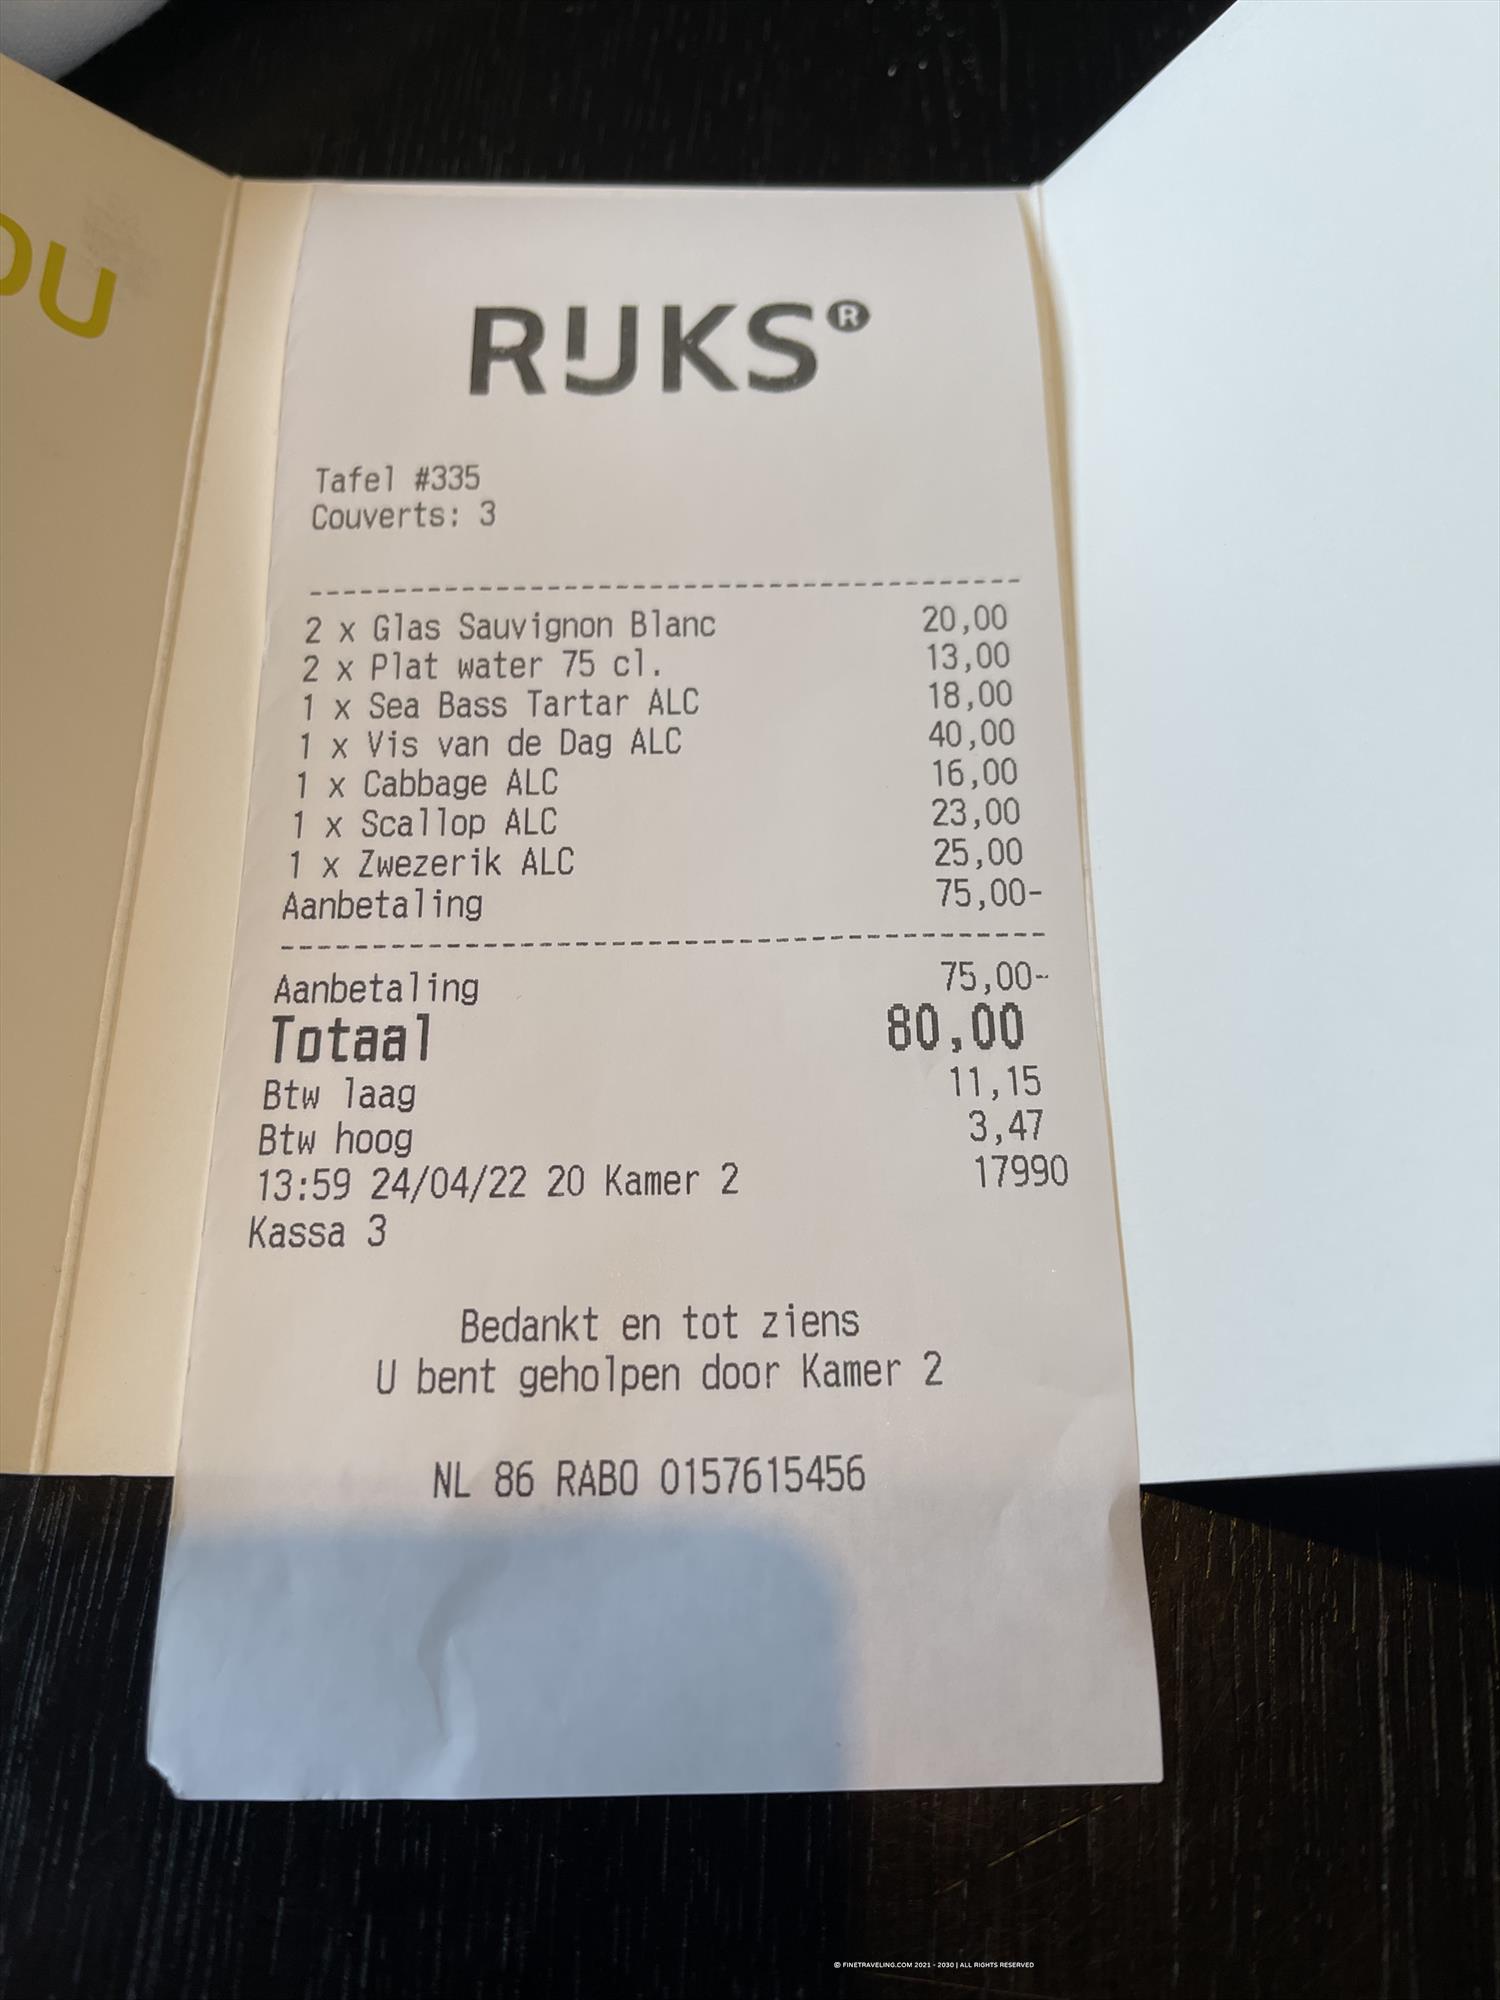 OU
RIJKS®
Tafel #335
Couverts: 3
2 x Glas Sauvignon Blanc 20,00
2 x Plat water 75 cl. 13,00
1 x Sea Bass Tartar ALC 18,00
1 x Vis van de Dag ALC 40,00
1 x Cabbage ALC 16,00
1 x Scallop ALC 23,00
1 x Zwezerik ALC 25,00
Aanbetaling 75,00-
Aanbetaling 75,00-
Totaal 80,00
Btw laag 11,15
Btw hoog 3,47
13:59 24/04/22 20 Kamer 2 17990
Kassa 3
Bedankt en tot ziens
U bent geholpen door Kamer 2
NL 86 RABO 0157615456
© FINETRAVELING.COM 2021 - 2030 | ALL RIGHTS RESERVED